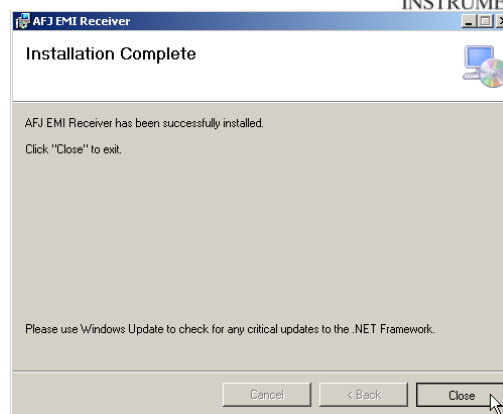 INSTRUME
AFJ EMI Receiver
Installation Complete
AFJ EMI Receiver has been successfully installed.
Click "Close" to exit.
Please use Windows Update to check for any critical updates to the .NET Framework.
Cancel
< Back
Close